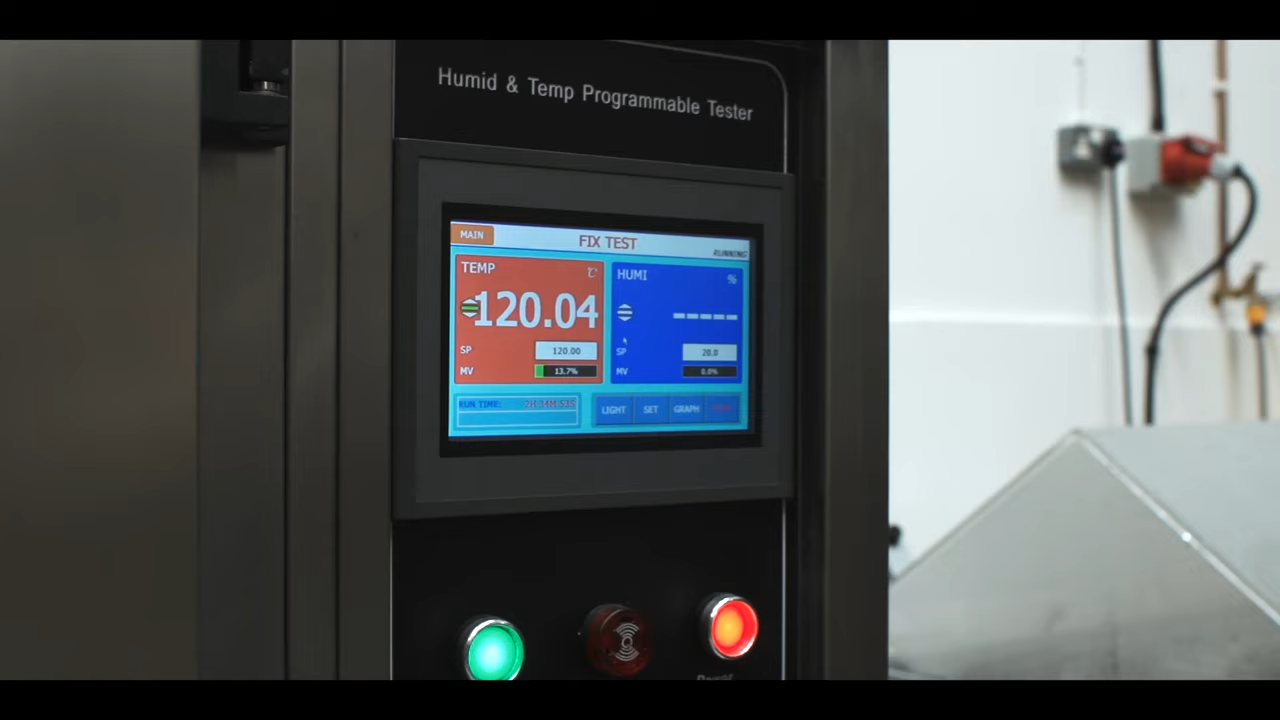 Humid & Temp Programmable Tester
MAIN
FIX TEST
RUNNING
TEMP
℃
120.04
SP
120.00
MV
13.7%
HUMI
%
-----
SP
20.0
MV
0.0%
RUN TIME:
LIGHT
SET
GRAPH
Power